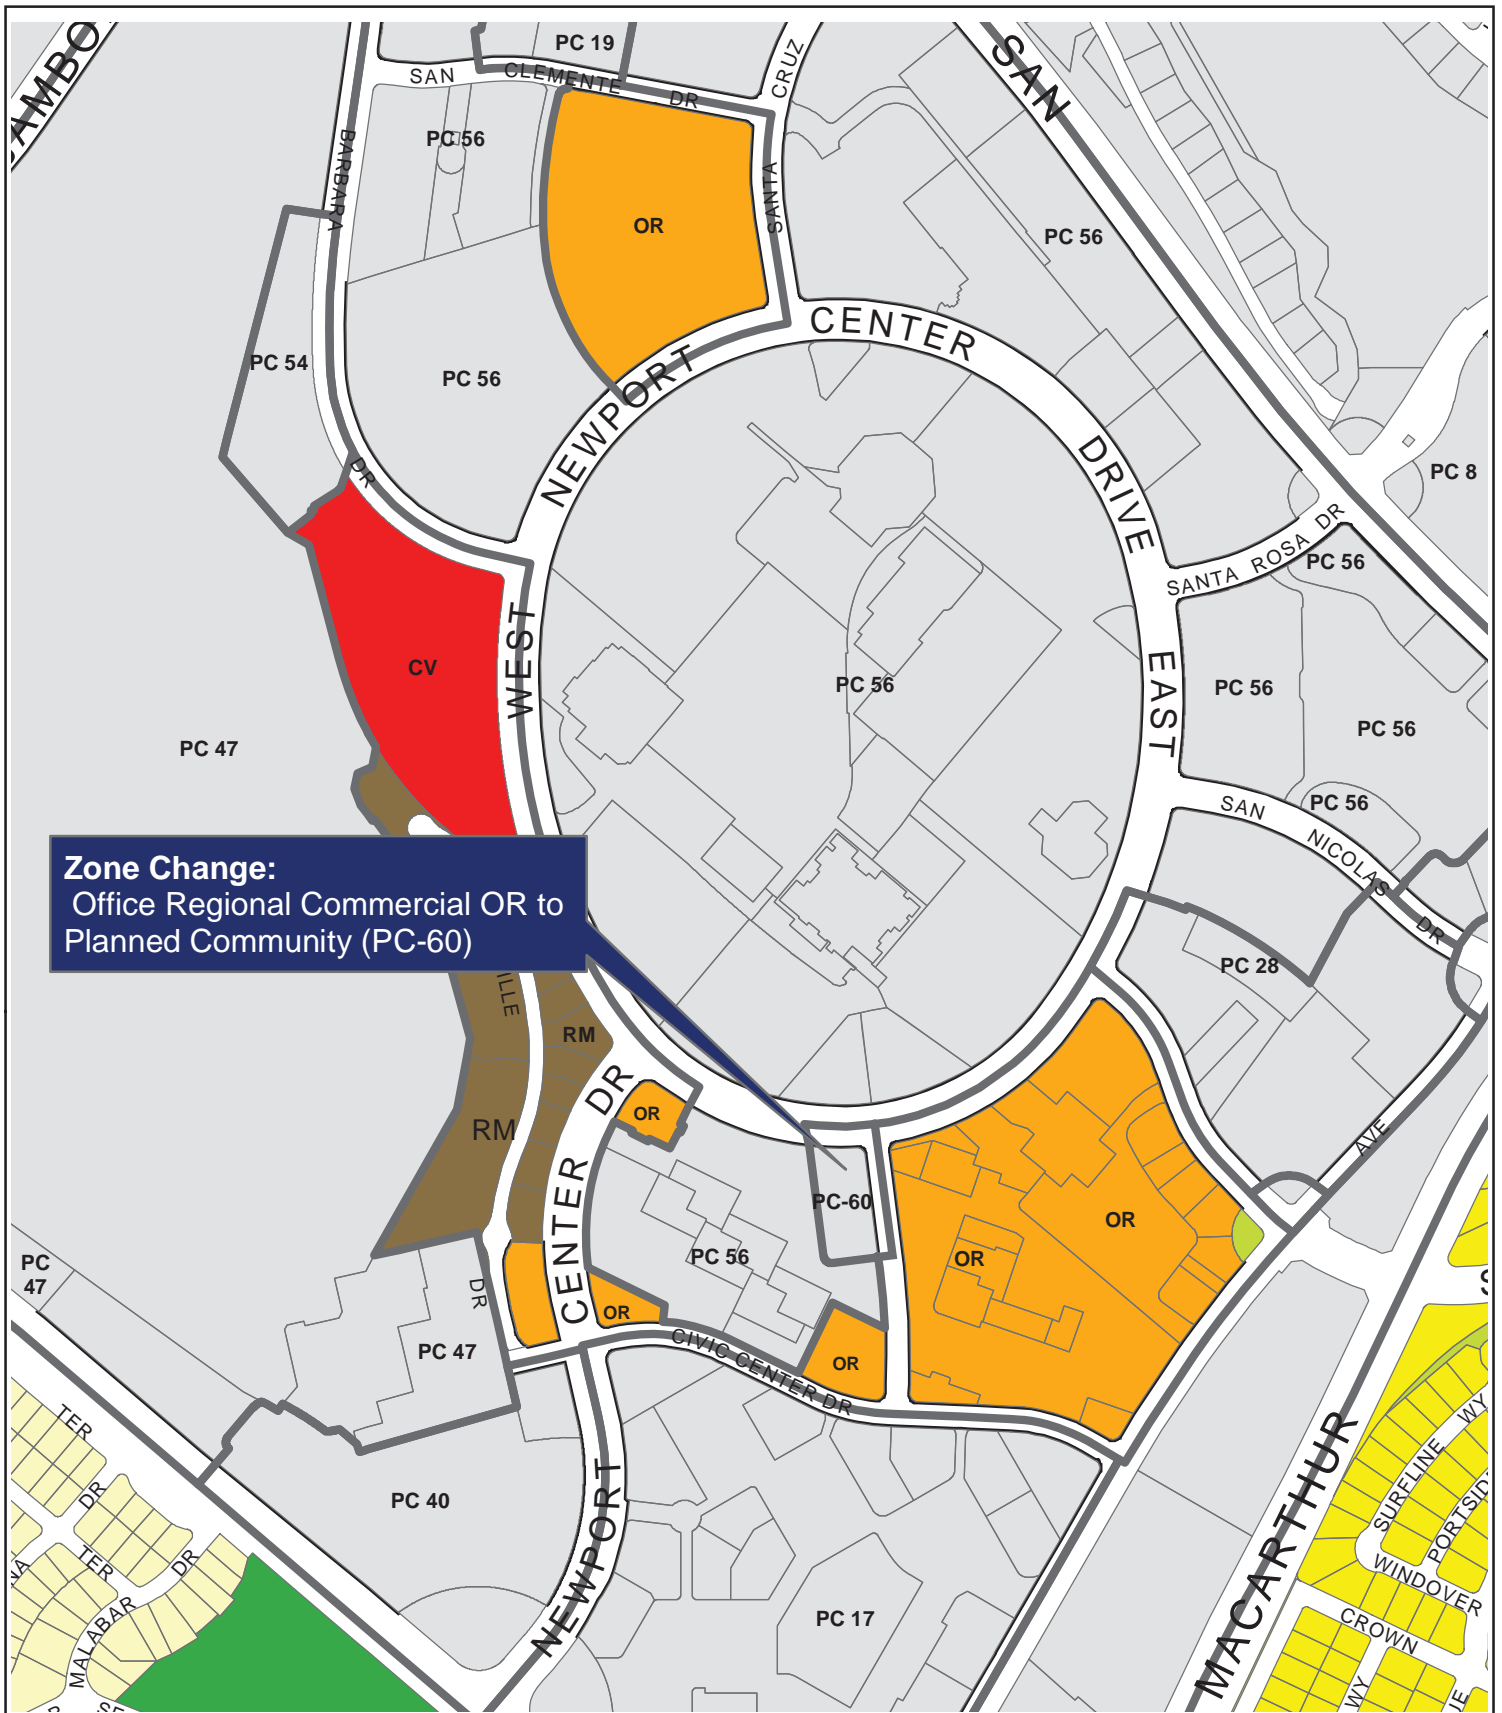 AMBO
PC 19
SAN CLEMENTE DR
CRUZ
SAN
BARBARA
PC 56
SANTA
OR
PC 56
CENTER
PC 54
PC 56
NEWPORT
DRIVE
DR
PC 8
SANTA ROSA DR
PC 56
WEST
CV
PC 56
EAST
PC 56
PC 56
PC 47
SAN NICOLAS DR
PC 56
Zone Change:
Office Regional Commercial OR to
Planned Community (PC-60)
PC 28
ILLE
RM
DR
OR
RM
AVE
CENTER
PC-60
OR
PC 56
OR
PC
47
DR
OR
CIVIC CENTER DR
PC 47
OR
TER
DR
MACARTHUR
WY
SURFLINE
PORTSID
PC 40
NEWPORT
TER
DR
NA
WINDOVER
MALABAR
CROWN
PC 17
WY